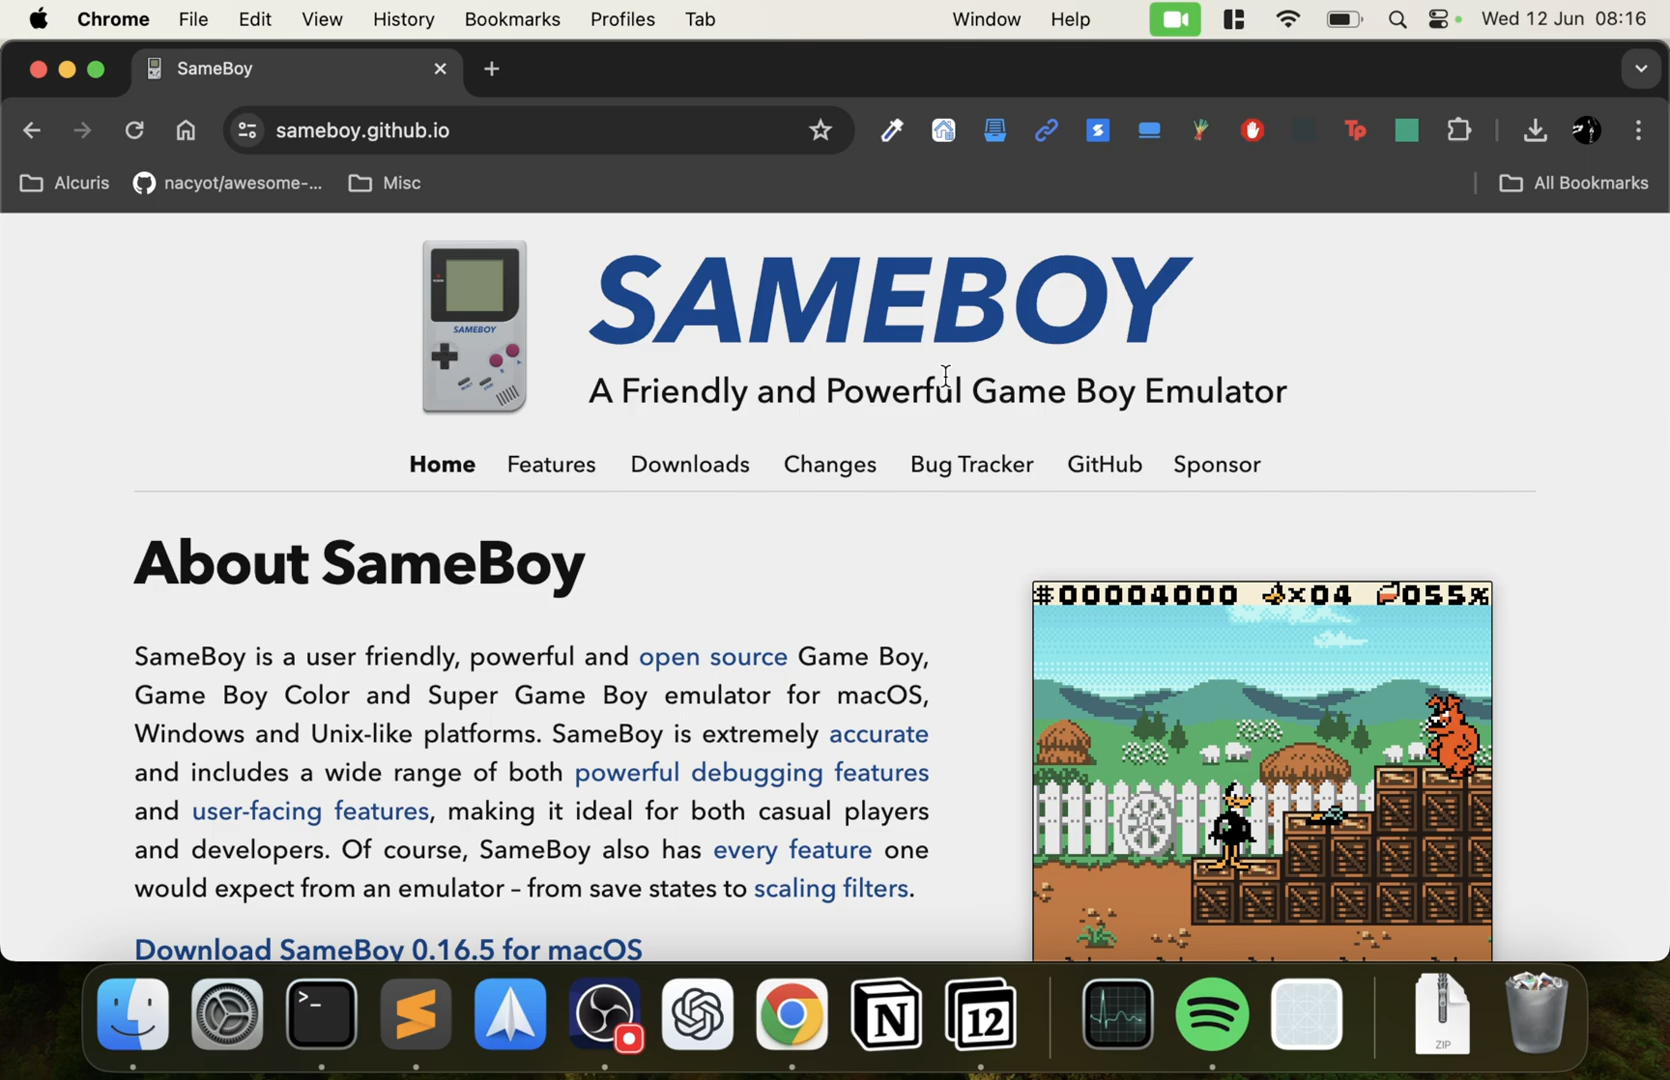 Chrome File Edit View History Bookmarks Profiles Tab Window Help Wed 12 Jun 08:16
SameBoy
sameboy.github.io
Tp
Alcuris nacyot/awesome-... Misc All Bookmarks
SAMEBOY
SAMEBOY
A Friendly and Powerful Game Boy Emulator
Home Features Downloads Changes Bug Tracker GitHub Sponsor
About SameBoy
SameBoy is a user friendly, powerful and open source Game Boy,
Game Boy Color and Super Game Boy emulator for macOS,
Windows and Unix-like platforms. SameBoy is extremely accurate
and includes a wide range of both powerful debugging features
and user-facing features, making it ideal for both casual players
and developers. Of course, SameBoy also has every feature one
would expect from an emulator – from save states to scaling filters.
Download SameBoy 0.16.5 for macOS
#00004000 x04 055%
12
ZIP